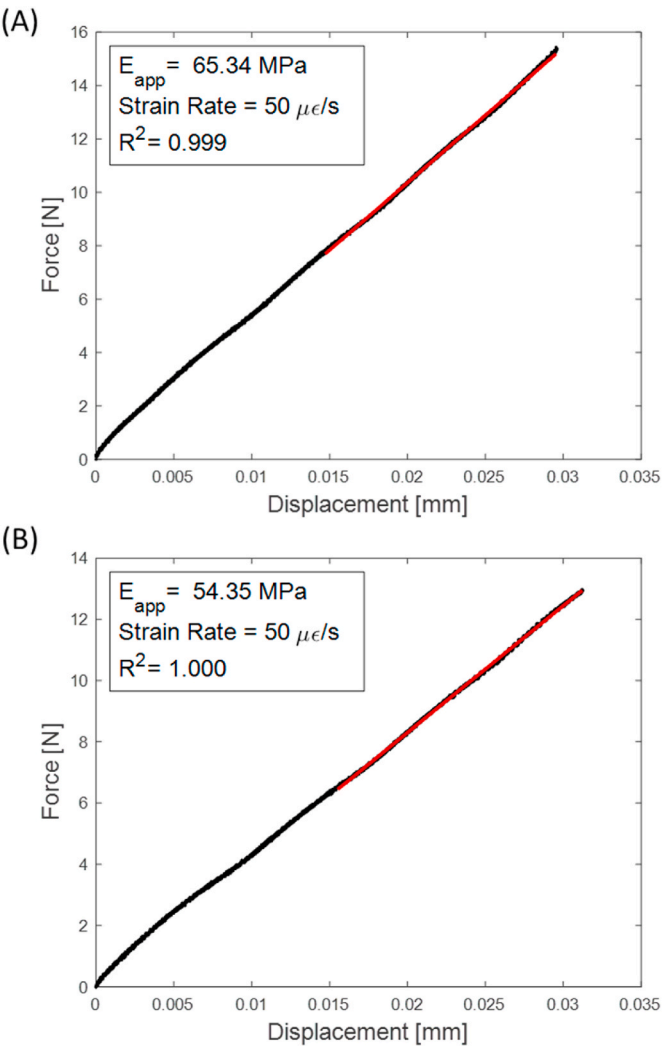 (A)
16
14
12
10
8
6
4
2
0
Force [N]
E_app = 65.34 MPa
Strain Rate = 50 με/s
R² = 0.999
0 0.005 0.01 0.015 0.02 0.025 0.03 0.035
Displacement [mm]
(B)
14
12
10
8
6
4
2
0
Force [N]
E_app = 54.35 MPa
Strain Rate = 50 με/s
R² = 1.000
0 0.005 0.01 0.015 0.02 0.025 0.03 0.035
Displacement [mm]